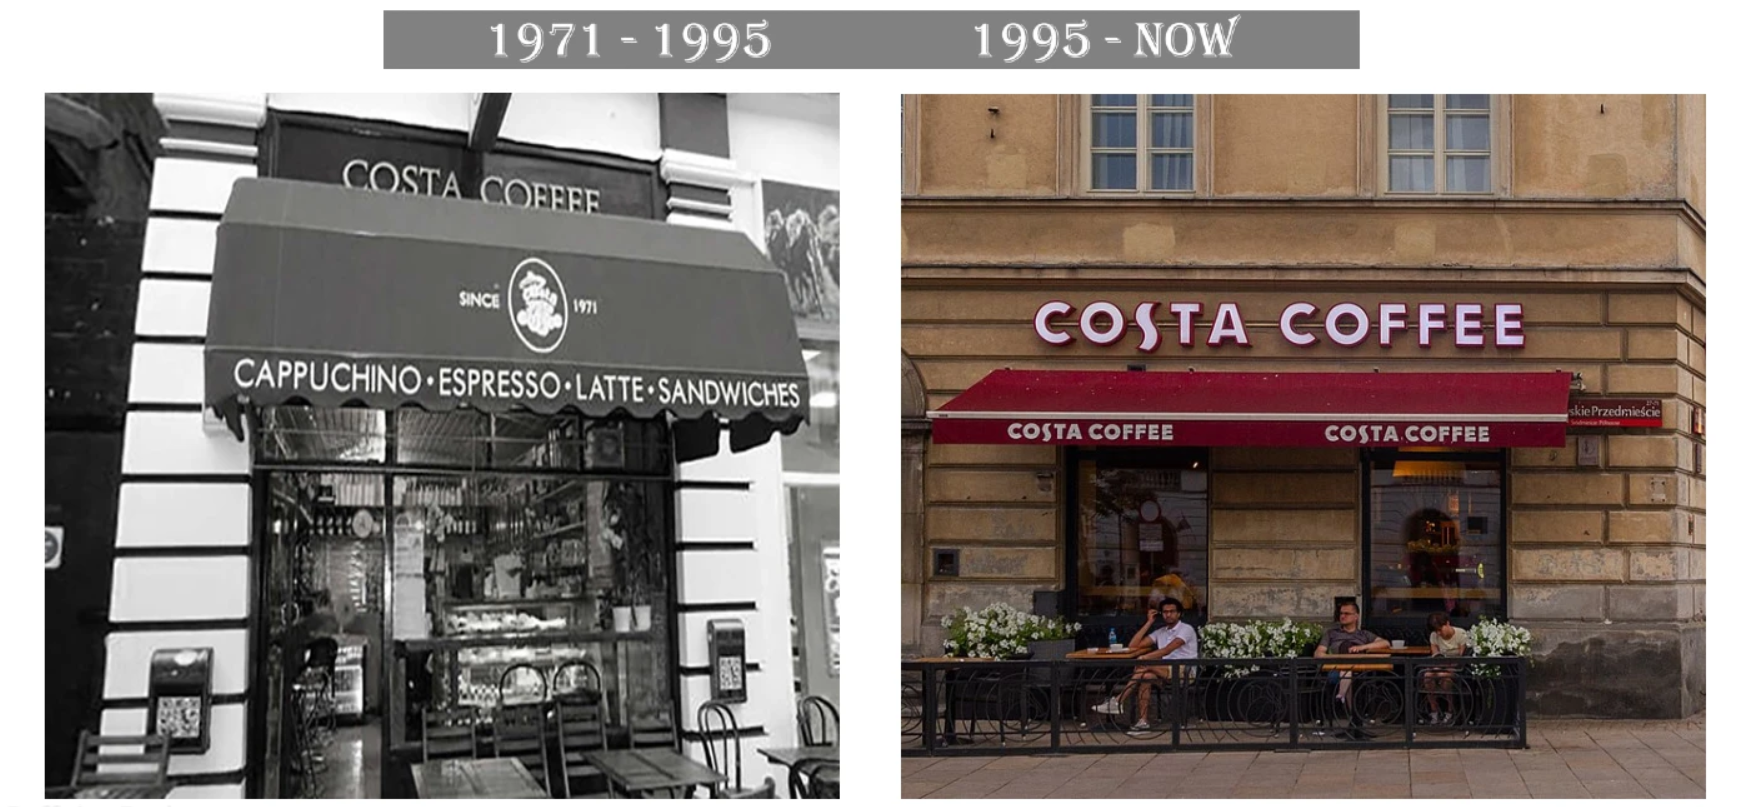 1971 - 1995
1995 - NOW
COSTA COFFEE
SINCE
1971
CAPPUCHINO • ESPRESSO • LATTE • SANDWICHES
COSTA COFFEE
COSTA COFFEE
COSTA COFFEE
skie Przedmieście